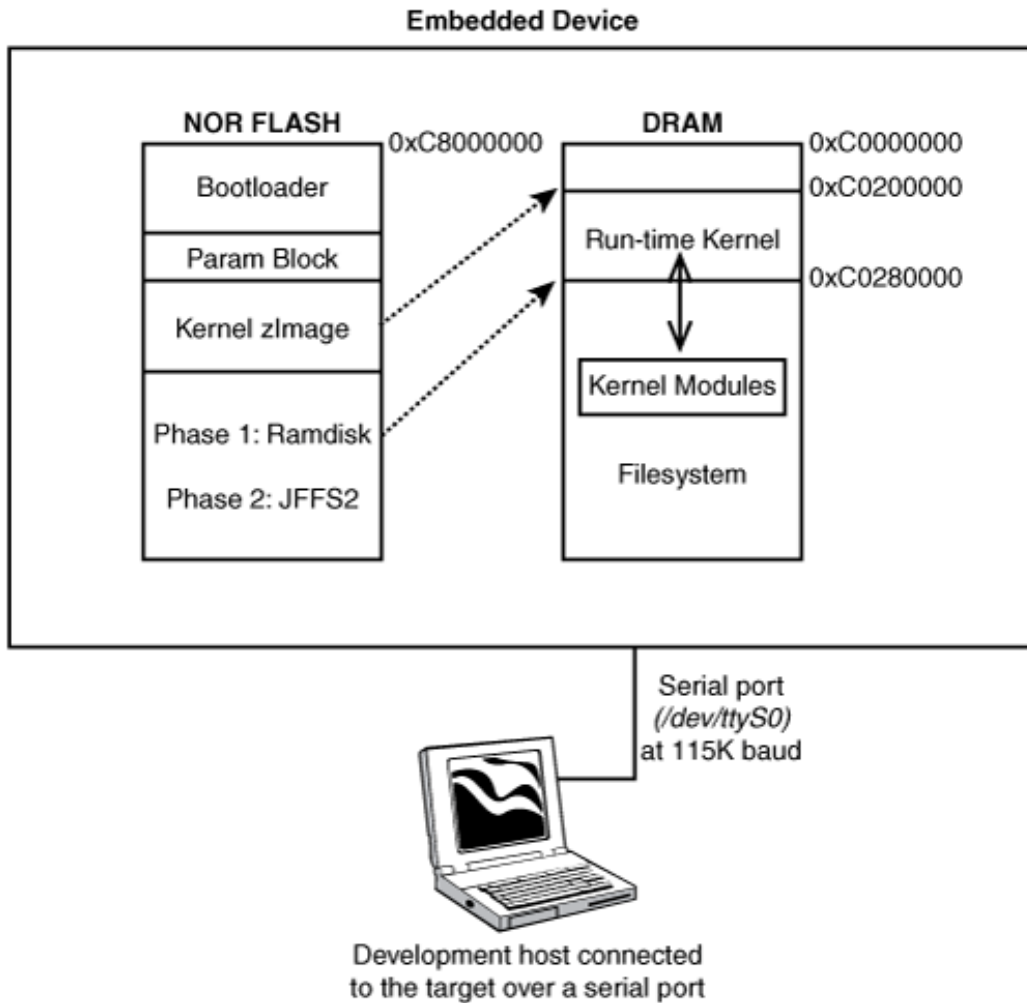 Embedded Device
NOR FLASH
0xC8000000
Bootloader
Param Block
Kernel zImage
Phase 1: Ramdisk
Phase 2: JFFS2
DRAM
0xC0000000
0xC0200000
Run-time Kernel
0xC0280000
Kernel Modules
Filesystem
Serial port
(/dev/ttyS0)
at 115K baud
Development host connected
to the target over a serial port